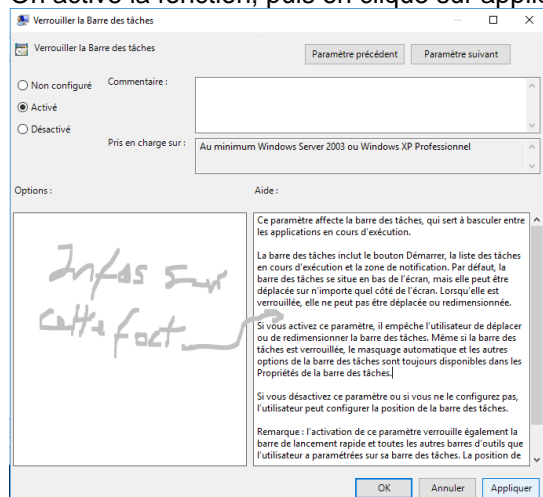 On active la fonction, puis on clique sur appli
Verrouiller la Barre des tâches
Verrouiller la Barre des tâches
Paramètre précédent Paramètre suivant
Non configuré Commentaire :
Activé
Désactivé
Pris en charge sur : Au minimum Windows Server 2003 ou Windows XP Professionnel
Options : Aide :
Ce paramètre affecte la barre des tâches, qui sert à basculer entre
les applications en cours d'exécution.
La barre des tâches inclut le bouton Démarrer, la liste des tâches
en cours d'exécution et la zone de notification. Par défaut, la
barre des tâches se situe en bas de l'écran, mais elle peut être
déplacée sur n'importe quel côté de l'écran. Lorsqu'elle est
verrouillée, elle ne peut pas être déplacée ou redimensionnée.
Infos sur
cette foct
Si vous activez ce paramètre, il empêche l'utilisateur de déplacer
ou de redimensionner la barre des tâches. Même si la barre des
tâches est verrouillée, le masquage automatique et les autres
options de la barre des tâches sont toujours disponibles dans les
Propriétés de la barre des tâches.
Si vous désactivez ce paramètre ou si vous ne le configurez pas,
l'utilisateur peut configurer la position de la barre des tâches.
Remarque : l'activation de ce paramètre verrouille également la
barre de lancement rapide et toutes les autres barres d'outils que
l'utilisateur a paramétrées sur sa barre des tâches. La position de
OK Annuler Appliquer